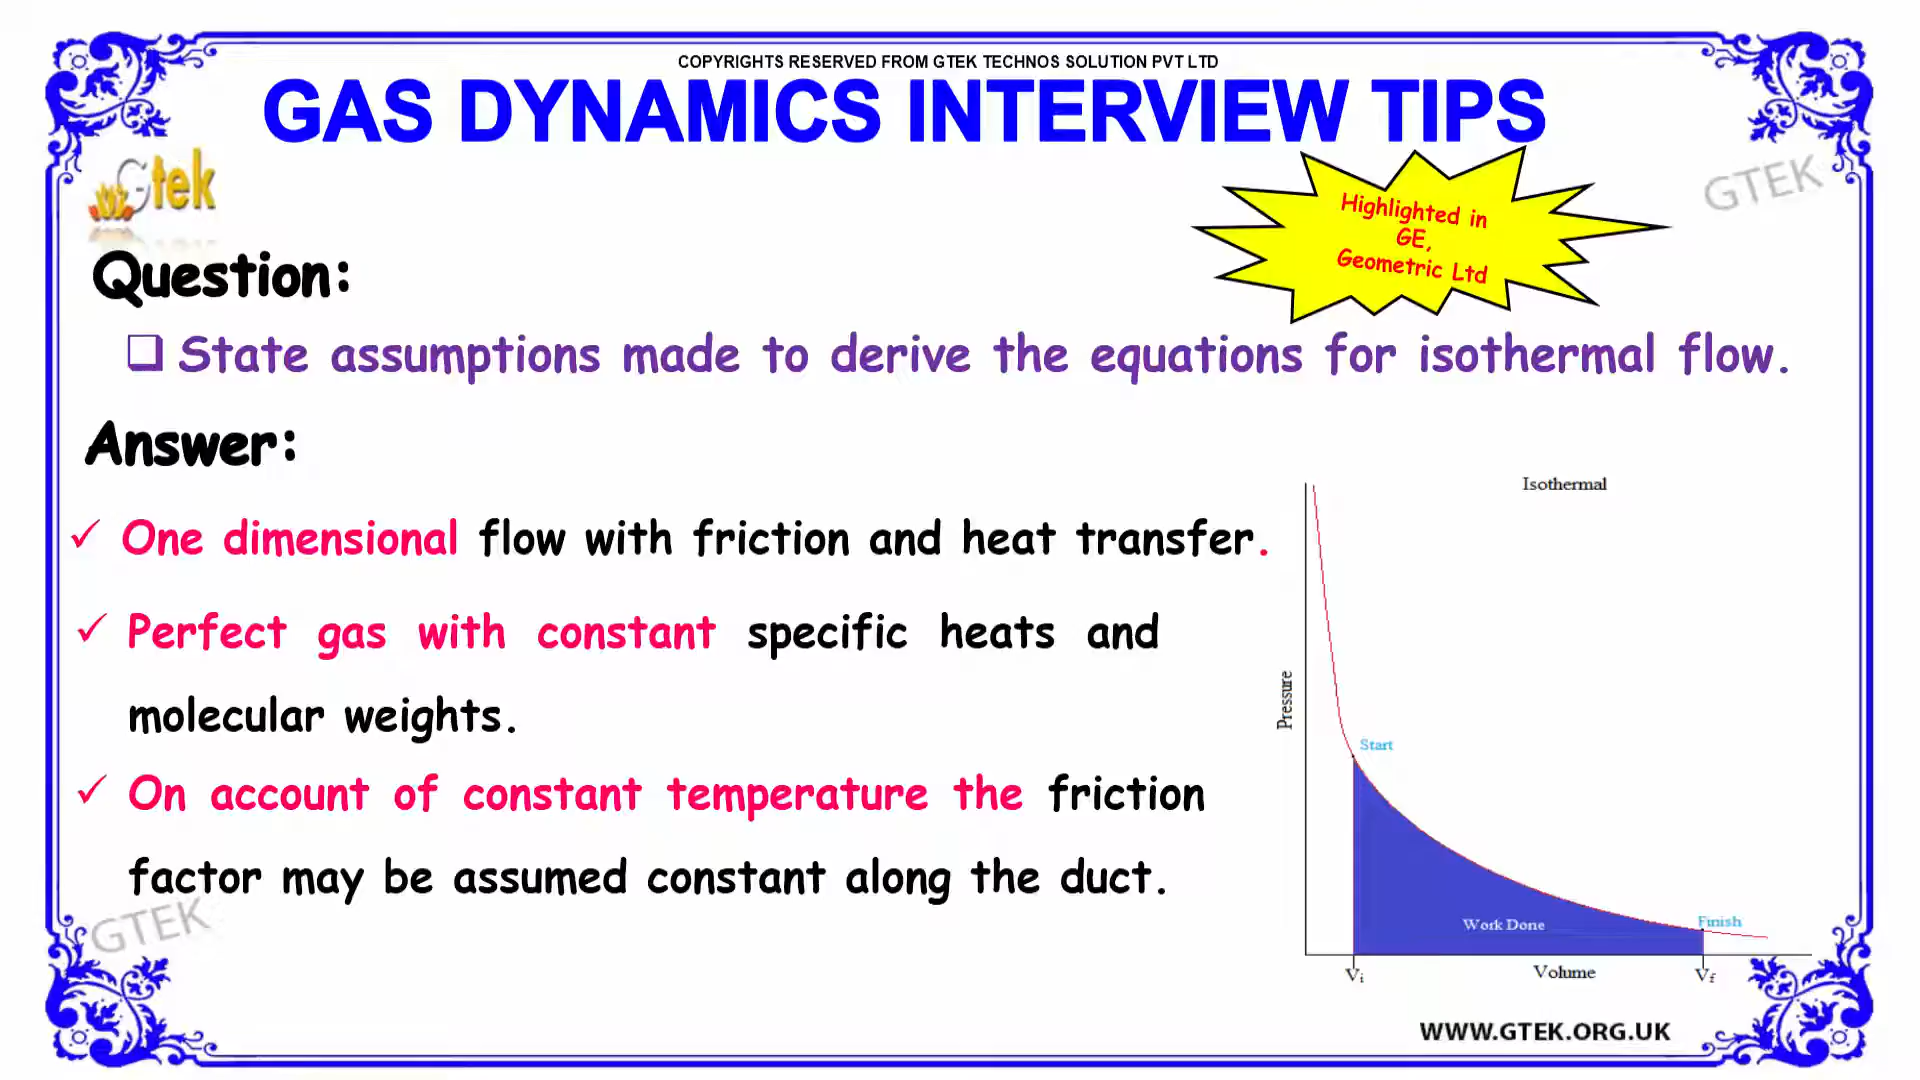 COPYRIGHTS RESERVED FROM GTEK TECHNOS SOLUTION PVT LTD
GAS DYNAMICS INTERVIEW TIPS
Gtek
GTEK
Highlighted in
GE,
Geometric Ltd
Question:
State assumptions made to derive the equations for isothermal flow.
Answer:
One dimensional flow with friction and heat transfer.
Perfect gas with constant specific heats and
molecular weights.
On account of constant temperature the friction
factor may be assumed constant along the duct.
GTEK
Isothermal
Pressure
Start
Finish
Work Done
Vi
Volume
Vf
WWW.GTEK.ORG.UK